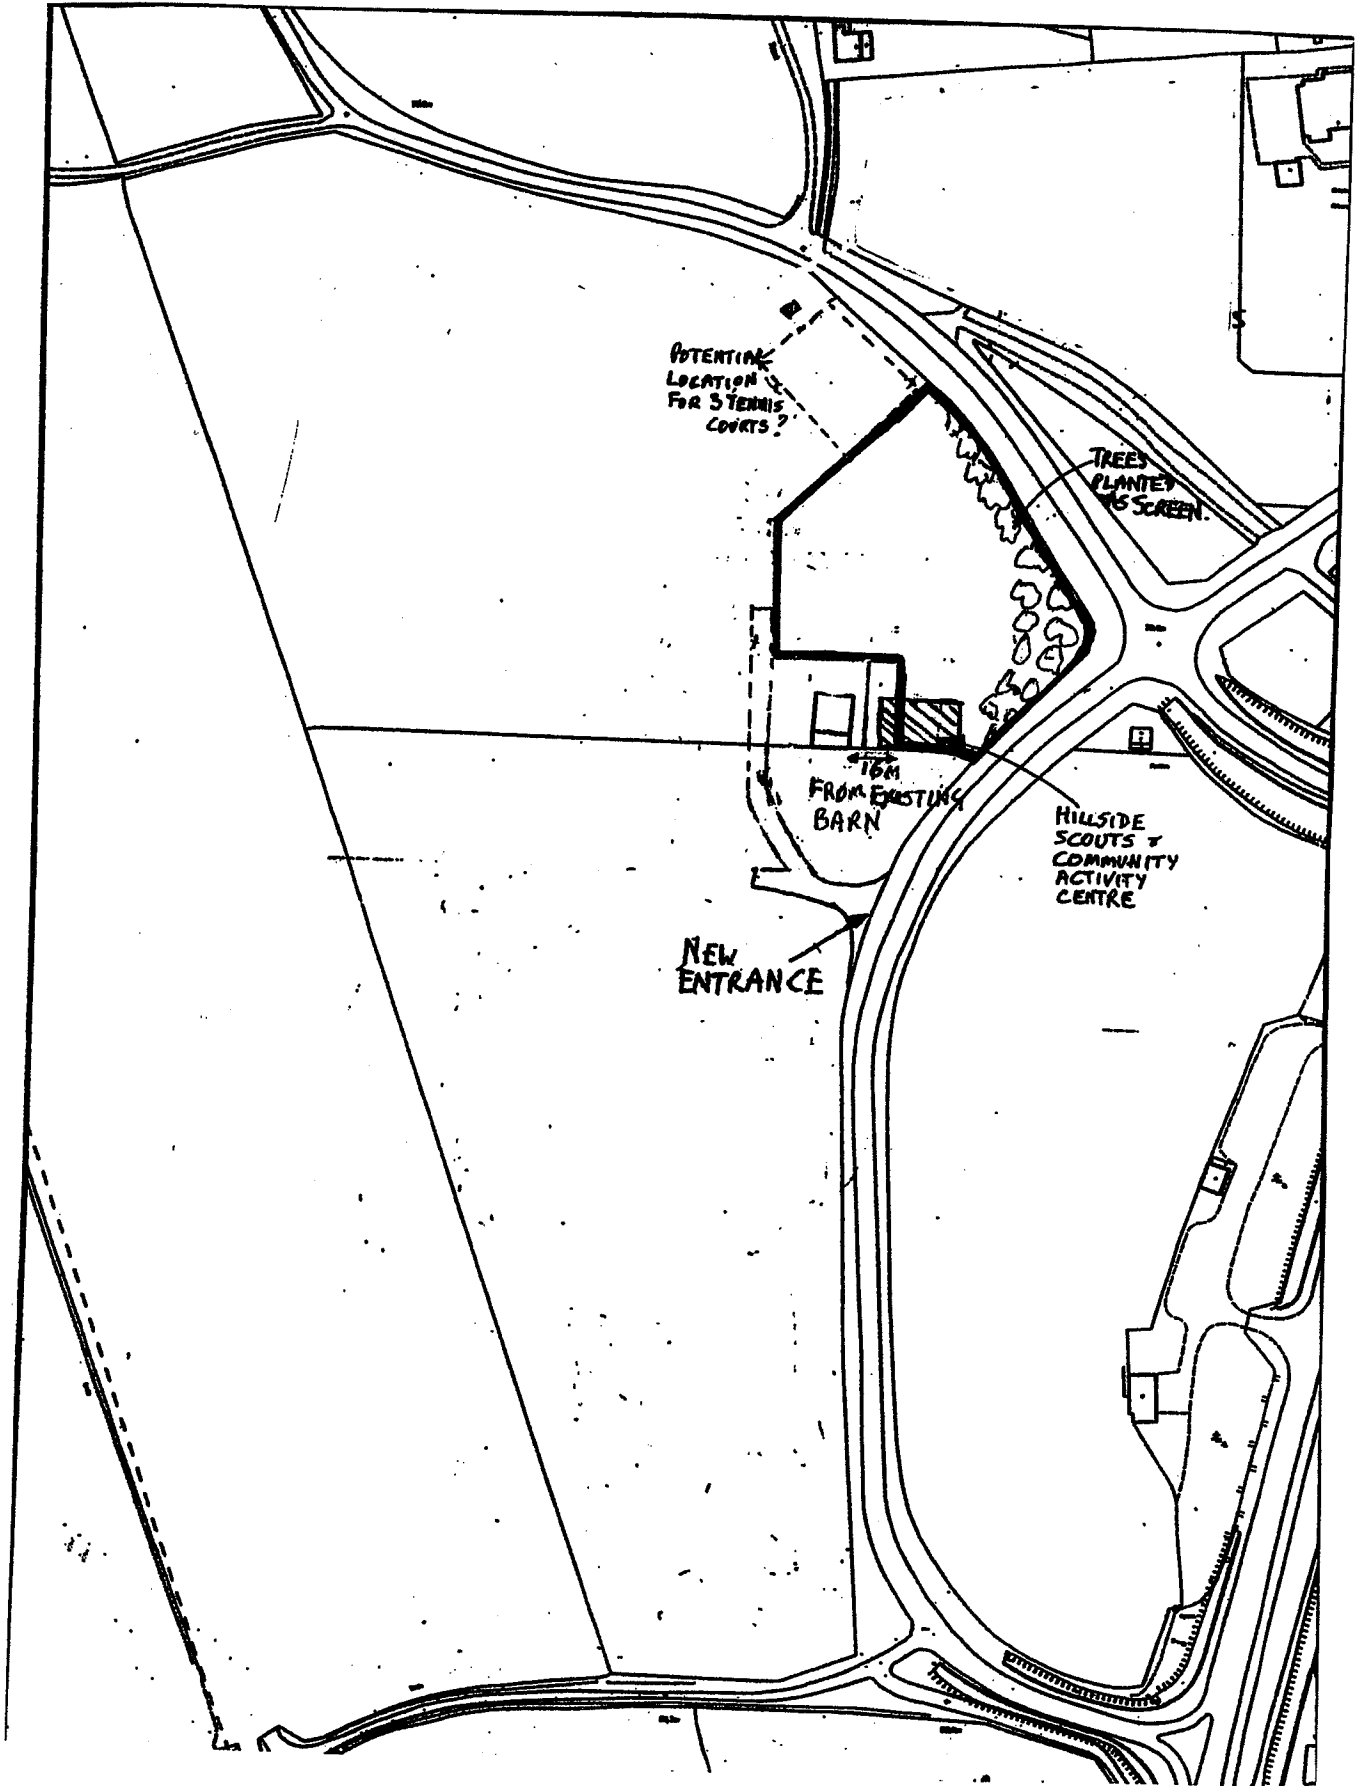 POTENTIAL
LOCATION
FOR 3 TENNIS
COURTS?
TREES
PLANTED
AS SCREEN.
S
16M
FROM EXISTING
BARN
HILLSIDE
SCOUTS &
COMMUNITY
ACTIVITY
CENTRE
NEW
ENTRANCE